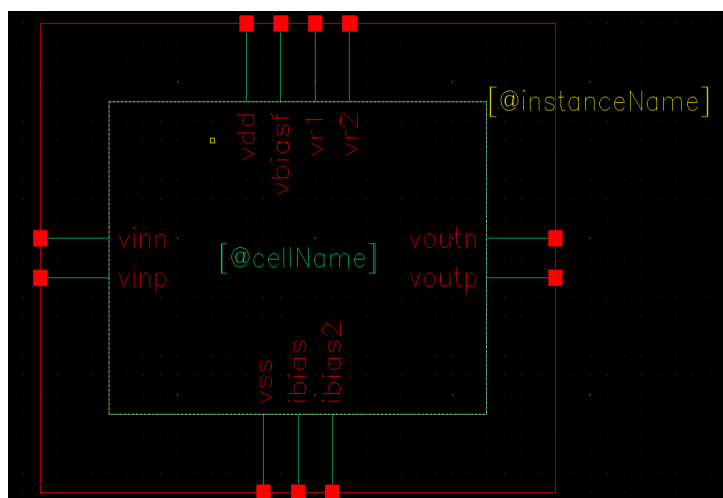 [@instanceName]
vdd
vbiasf
vr1
vr2
vinn
voutn
[@cellName]
vinp
voutp
vss
ibias
ibias2